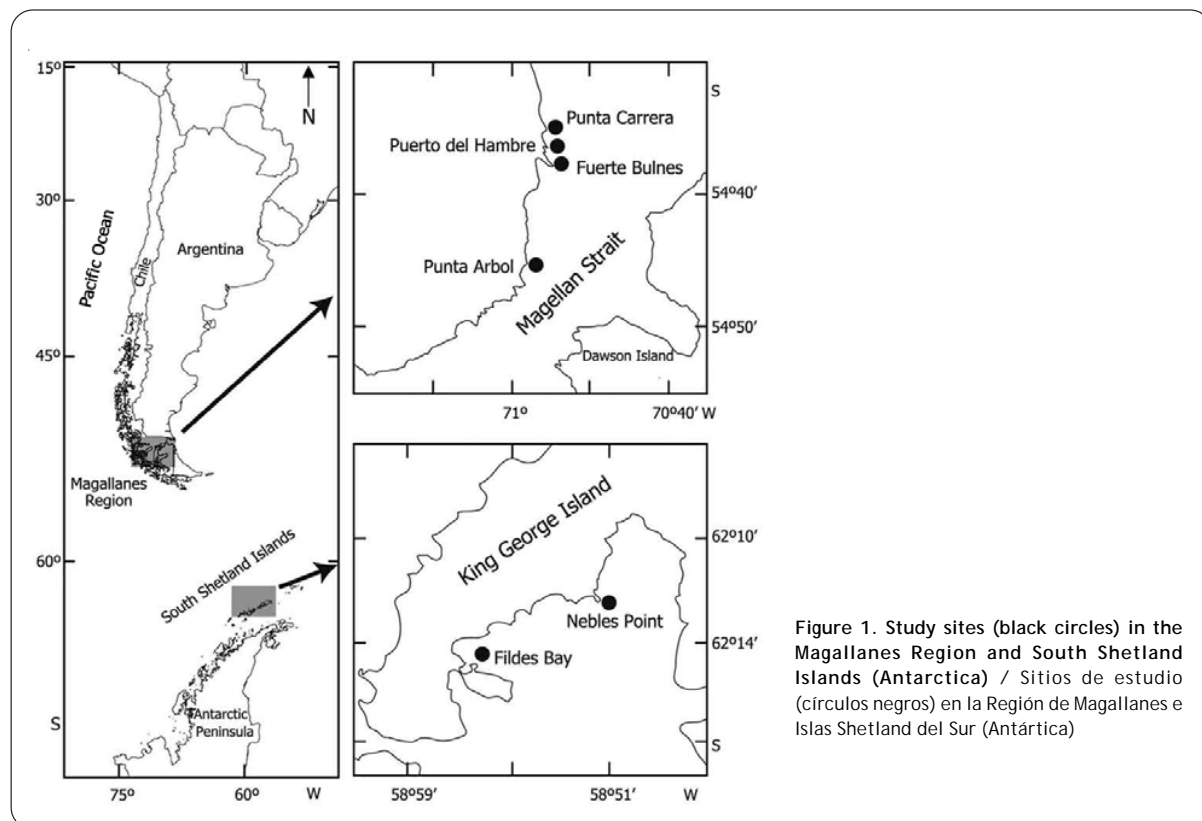 15º
30º
45º
60º
S
75º
60º
W
N
Pacific Ocean
Chile
Argentina
Magallanes
Region
South Shetland Islands
Antarctic
Peninsula
Punta Carrera
Puerto del Hambre
Fuerte Bulnes
Punta Arbol
Magellan Strait
Dawson Island
S
54º40’
54º50’
71º
70º40’ W
King George Island
Nebles Point
Fildes Bay
62º10’
62º14’
S
58º59’
58º51’
W
Figure 1. Study sites (black circles) in the
Magallanes Region and South Shetland
Islands (Antarctica) / Sitios de estudio
(círculos negros) en la Región de Magallanes e
Islas Shetland del Sur (Antártica)